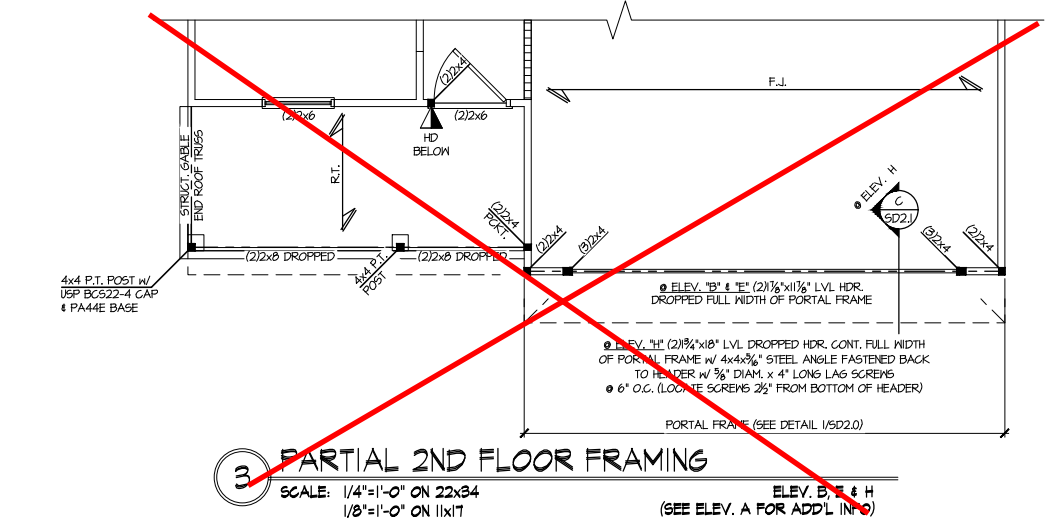 (2)2x4
F.J.
(2)2x6
(2)2x6
HD
BELOW
STRUCT. GABLE
END ROOF TRUSS
R.T.
@ ELEV. H
C
SD2.1
(2)2x4
PCKT.
(2)2x4
(3)2x4
(3)2x4
(2)2x4
(2)2x8 DROPPED
(2)2x8 DROPPED
4x4 P.T.
POST
4x4 P.T. POST W/
USP BCS22-4 CAP
& PA44E BASE
@ ELEV. "B" & "E" (2)1⅞"x11⅞" LVL HDR.
DROPPED FULL WIDTH OF PORTAL FRAME
@ ELEV. "H" (2)1¾"x18" LVL DROPPED HDR. CONT. FULL WIDTH
OF PORTAL FRAME W/ 4x4x5/16" STEEL ANGLE FASTENED BACK
TO HEADER W/ ⅝" DIAM. x 4" LONG LAG SCREWS
@ 6" O.C. (LOCATE SCREWS 2½" FROM BOTTOM OF HEADER)
PORTAL FRAME (SEE DETAIL 1/SD2.0)
3
PARTIAL 2ND FLOOR FRAMING
SCALE: 1/4"=1'-0" ON 22x34
1/8"=1'-0" ON 11x17
ELEV. B, E & H
(SEE ELEV. A FOR ADD'L INFO)